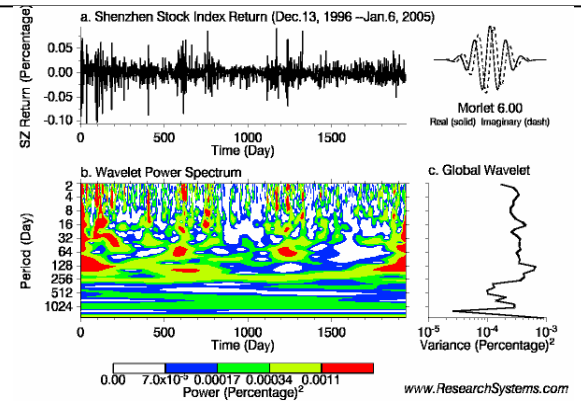 a. Shenzhen Stock Index Return (Dec.13, 1996 --Jan.6, 2005)
SZ Return (Percentage)
0.05
0.00
-0.05
-0.10
0 500 1000 1500
Time (Day)
Morlet 6.00
Real (solid) Imaginary (dash)
b. Wavelet Power Spectrum
Period (Day)
2
4
8
16
32
64
128
256
512
1024
0 500 1000 1500
Time (Day)
c. Global Wavelet
10-5 10-4 10-3
Variance (Percentage)2
0.00 7.0x10-5 0.00017 0.00034 0.0011
Power (Percentage)2
www.ResearchSystems.com